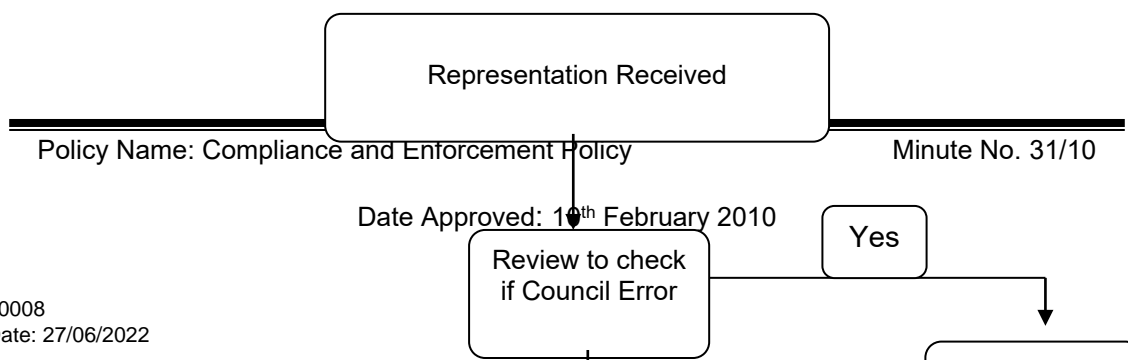 Representation Received
Policy Name: Compliance and Enforcement Policy Minute No. 31/10
Date Approved: February 2010
Yes
Review to check
if Council Error
0008
ate: 27/06/2022